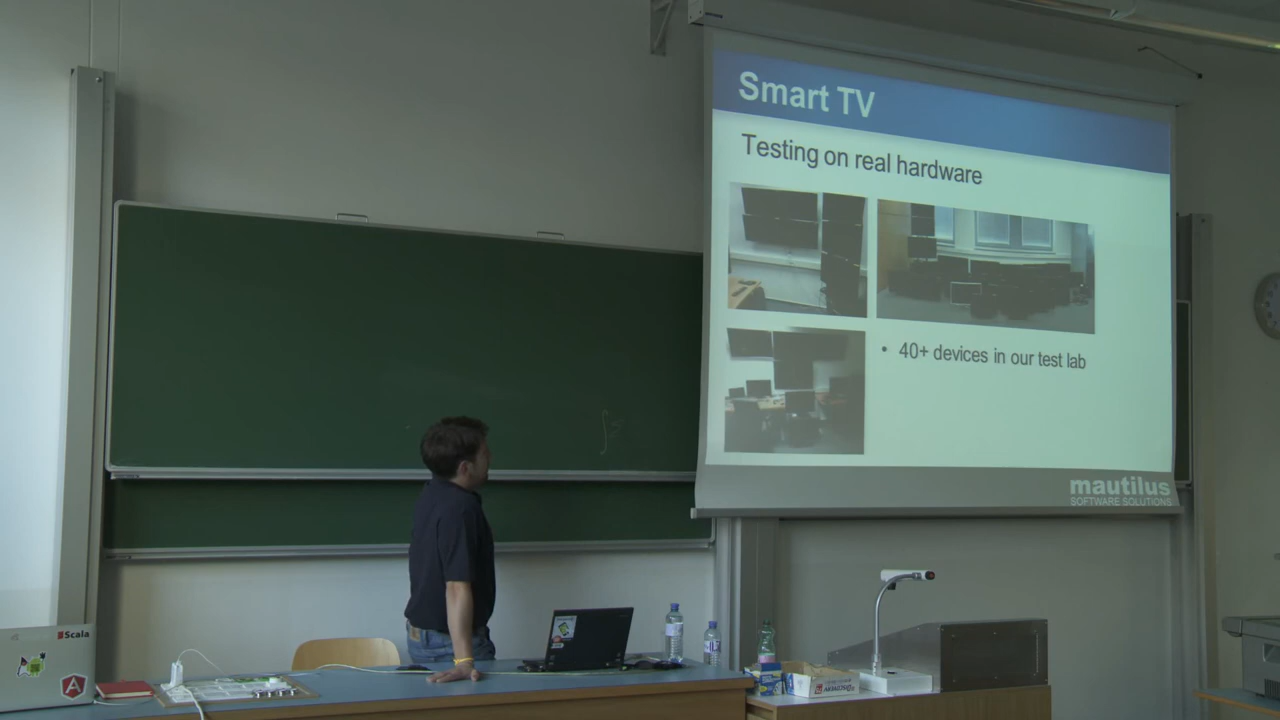 Smart TV
Testing on real hardware
• 40+ devices in our test lab
mautilus
SOFTWARE SOLUTIONS
Scala